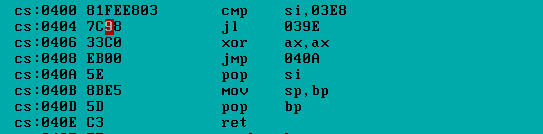 cs:0400 81FEE803 cmp si,03E8
cs:0404 7C98 jl 039E
cs:0406 33C0 xor ax,ax
cs:0408 EB00 jmp 040A
cs:040A 5E pop si
cs:040B 8BE5 mov sp,bp
cs:040D 5D pop bp
cs:040E C3 ret